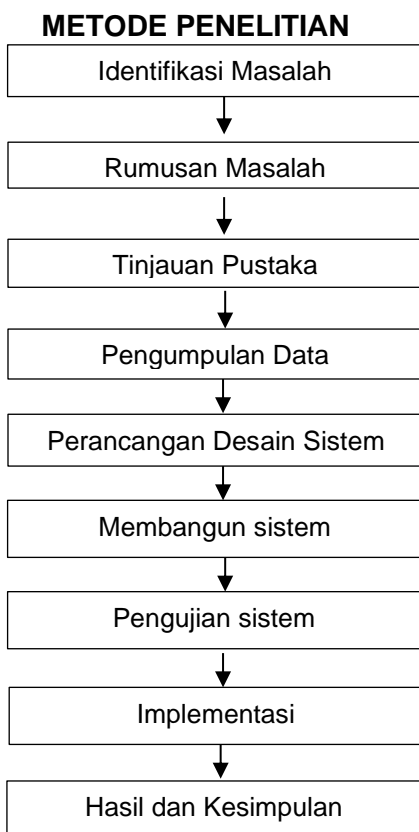 METODE PENELITIAN
Identifikasi Masalah
Rumusan Masalah
Tinjauan Pustaka
Pengumpulan Data
Perancangan Desain Sistem
Membangun sistem
Pengujian sistem
Implementasi
Hasil dan Kesimpulan